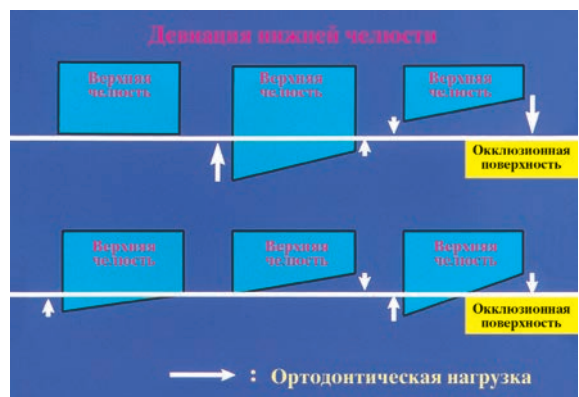 Девиация нижней челюсти
Верхняя
челюсть
Верхняя
челюсть
Верхняя
челюсть
Окклюзионная
поверхность
Верхняя
челюсть
Верхняя
челюсть
Верхняя
челюсть
Окклюзионная
поверхность
: Ортодонтическая нагрузка